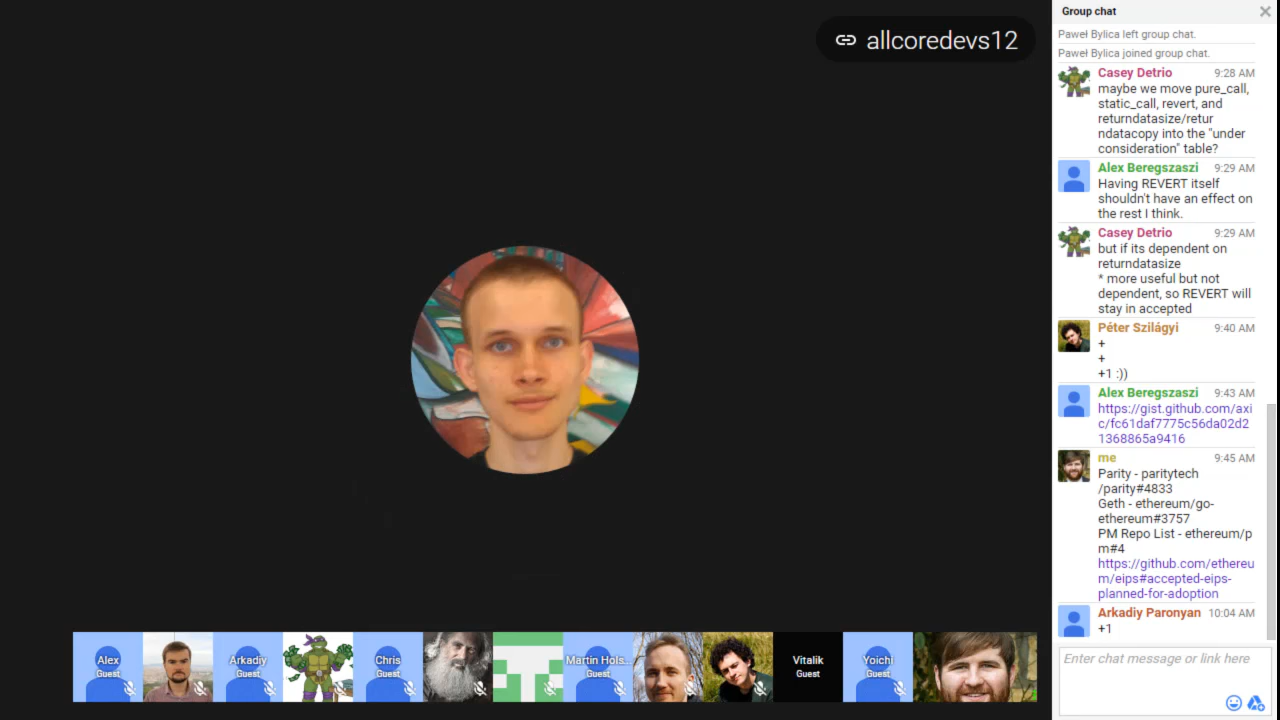 allcoredevs12
Group chat
Paweł Bylica left group chat.
Paweł Bylica joined group chat.
Casey Detrio 9:28 AM
maybe we move pure_call,
static_call, revert, and
returndatasize/retur
ndatacopy into the "under
consideration" table?
Alex Beregszaszi 9:29 AM
Having REVERT itself
shouldn't have an effect on
the rest I think.
Casey Detrio 9:29 AM
but if its dependent on
returndatasize
* more useful but not
dependent, so REVERT will
stay in accepted
Péter Szilágyi 9:40 AM
+
+
+1 :))
Alex Beregszaszi 9:43 AM
https://gist.github.com/axi
c/fc61daf7775c56da02d2
1368865a9416
me 9:45 AM
Parity - paritytech
/parity#4833
Geth - ethereum/go-
ethereum#3757
PM Repo List - ethereum/p
m#4
https://github.com/ethereu
m/eips#accepted-eips-
planned-for-adoption
Arkadiy Paronyan 10:04 AM
+1
Enter chat message or link here
Alex
Guest
Arkadiy
Guest
Chris
Guest
Martin Hols...
Guest
Vitalik
Guest
Yoichi
Guest